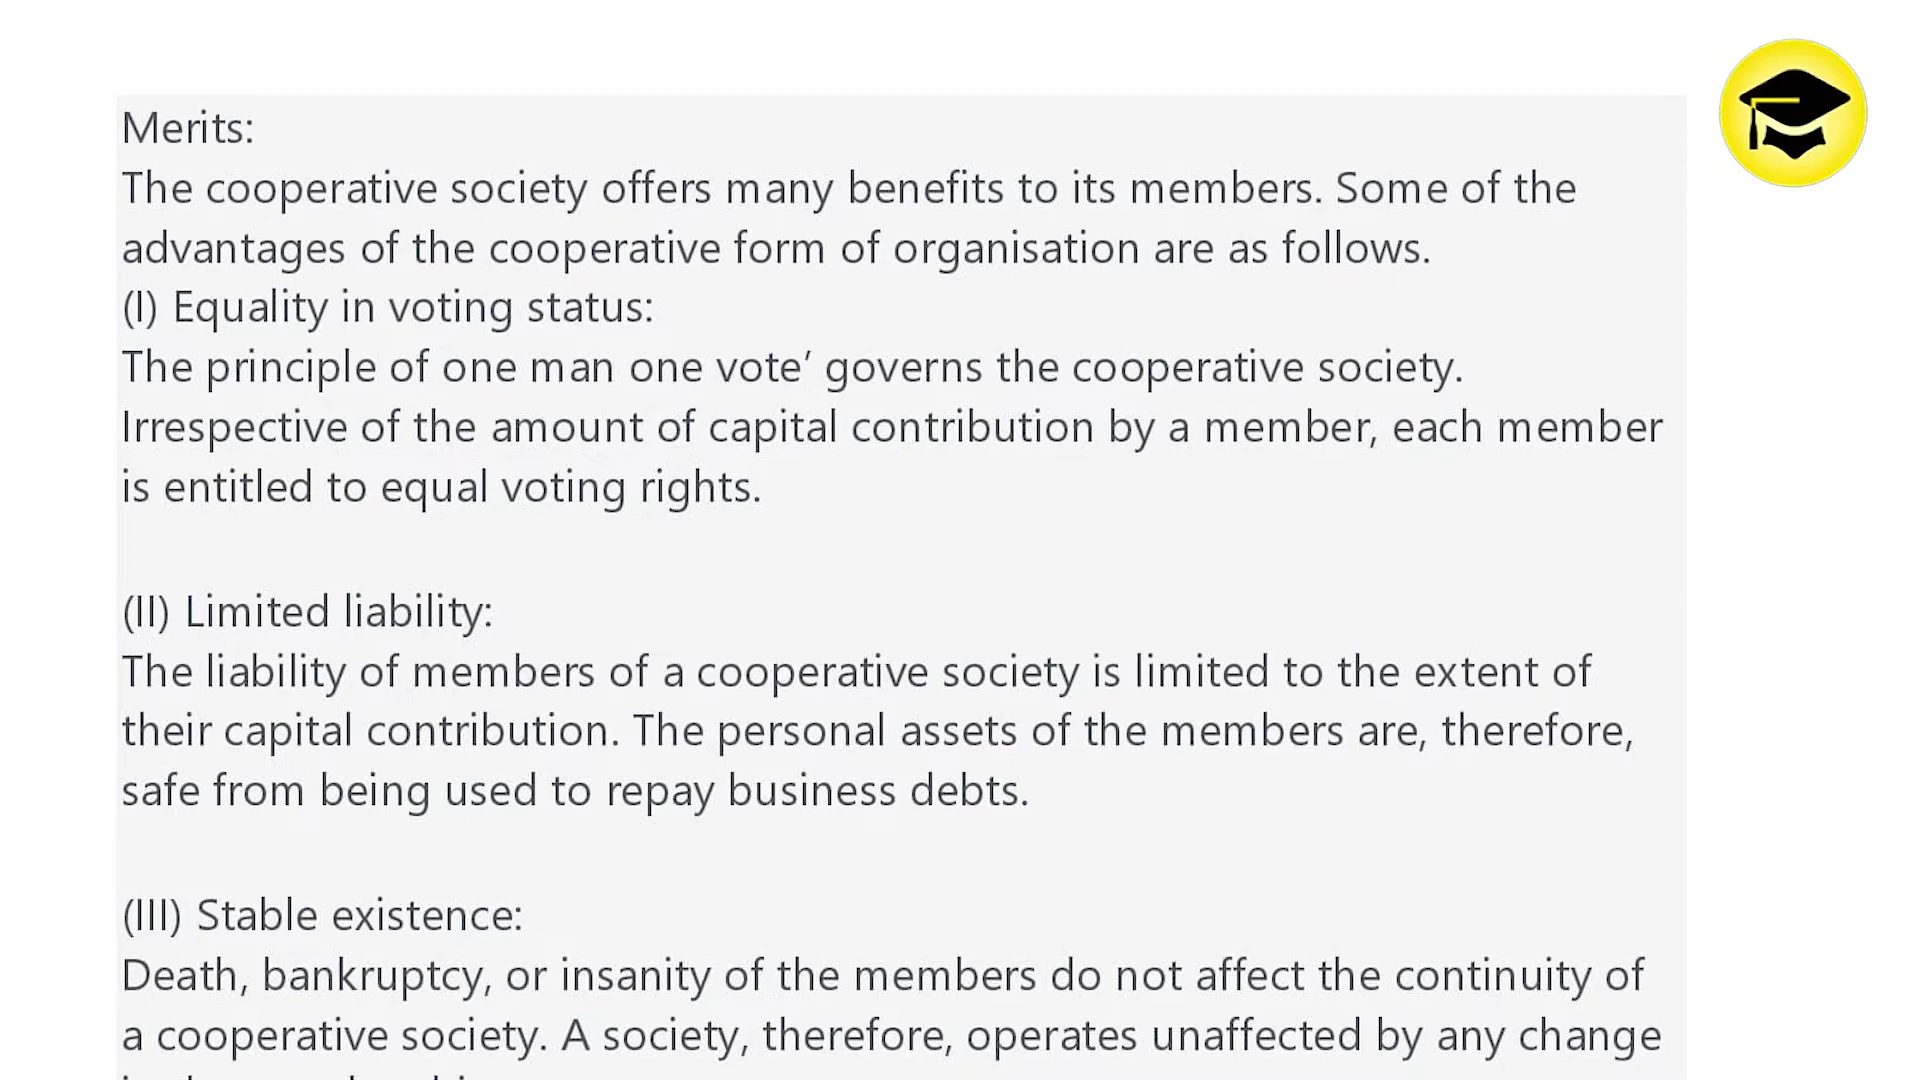 Merits:
The cooperative society offers many benefits to its members. Some of the
advantages of the cooperative form of organisation are as follows.
(I) Equality in voting status:
The principle of one man one vote’ governs the cooperative society.
Irrespective of the amount of capital contribution by a member, each member
is entitled to equal voting rights.
(II) Limited liability:
The liability of members of a cooperative society is limited to the extent of
their capital contribution. The personal assets of the members are, therefore,
safe from being used to repay business debts.
(III) Stable existence:
Death, bankruptcy, or insanity of the members do not affect the continuity of
a cooperative society. A society, therefore, operates unaffected by any change